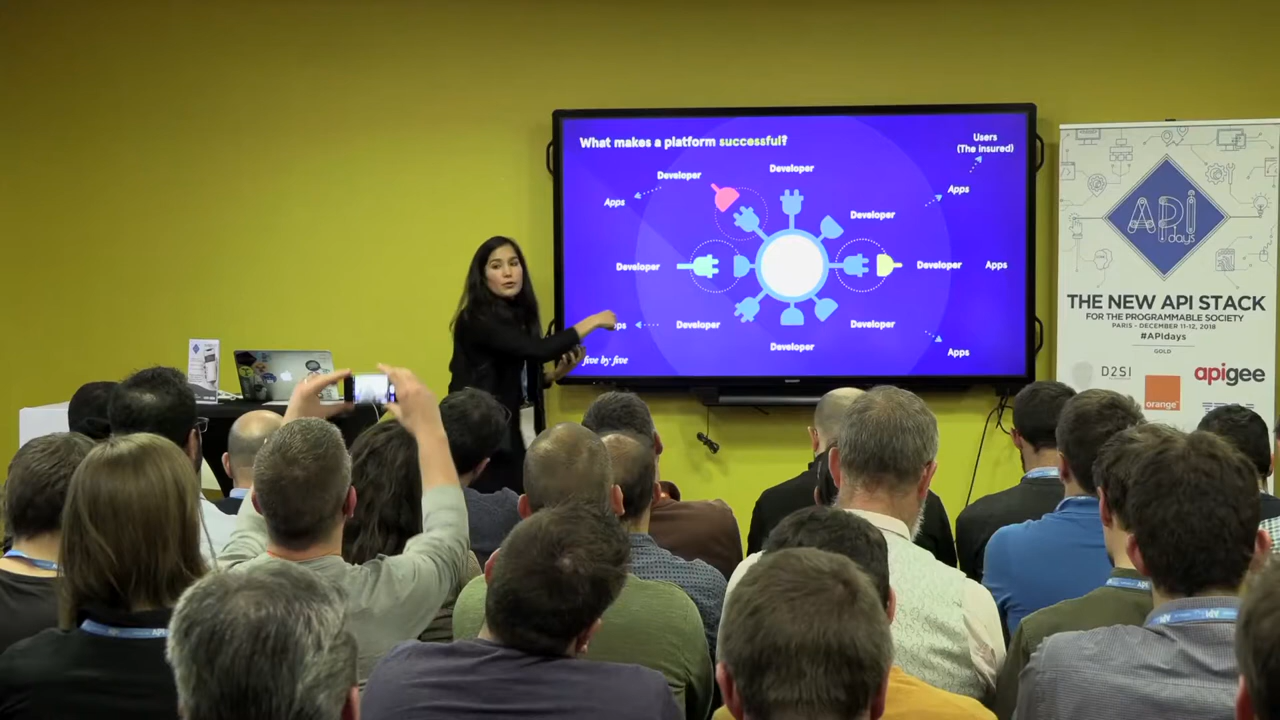 What makes a platform successful?
Users
(The insured)
Developer
Developer
Apps
Apps
Developer
Developer
Developer
Apps
Developer
Developer
Apps
Developer
five by five
API
days
THE NEW API STACK
FOR THE PROGRAMMABLE SOCIETY
PARIS - DECEMBER 11-12, 2018
#APIdays
GOLD
D2SI
orange
apigee